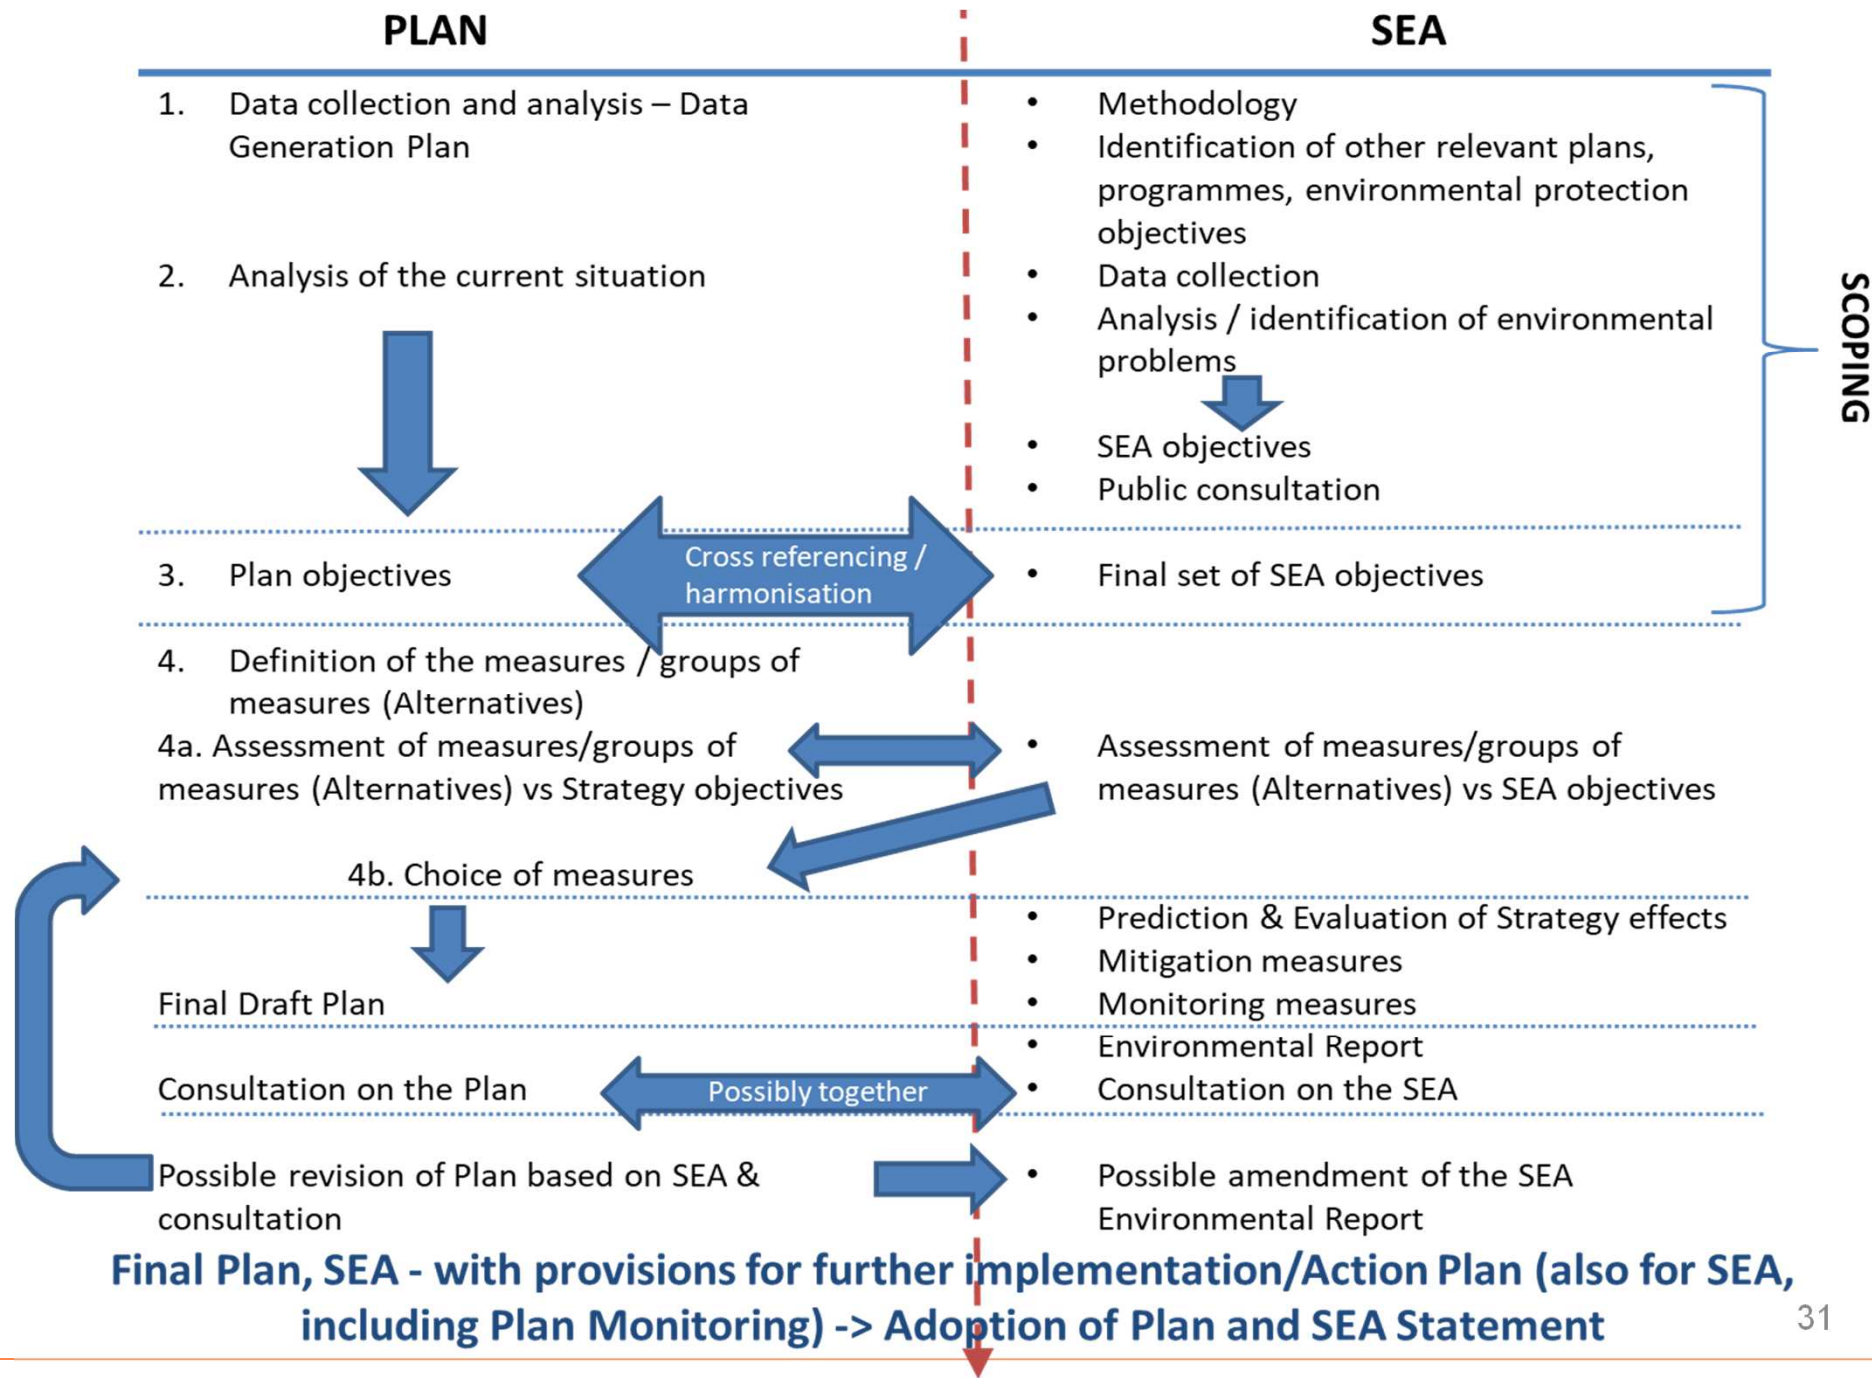 PLAN
SEA
1. Data collection and analysis – Data
Generation Plan
2. Analysis of the current situation
• Methodology
• Identification of other relevant plans,
programmes, environmental protection
objectives
• Data collection
• Analysis / identification of environmental
problems
• SEA objectives
• Public consultation
SCOPING
3. Plan objectives
Cross referencing /
harmonisation
• Final set of SEA objectives
4. Definition of the measures / groups of
measures (Alternatives)
4a. Assessment of measures/groups of
measures (Alternatives) vs Strategy objectives
• Assessment of measures/groups of
measures (Alternatives) vs SEA objectives
4b. Choice of measures
• Prediction & Evaluation of Strategy effects
• Mitigation measures
• Monitoring measures
Final Draft Plan
• Environmental Report
Consultation on the Plan
Possibly together
• Consultation on the SEA
Possible revision of Plan based on SEA &
consultation
• Possible amendment of the SEA
Environmental Report
Final Plan, SEA - with provisions for further implementation/Action Plan (also for SEA,
including Plan Monitoring) -> Adoption of Plan and SEA Statement
31